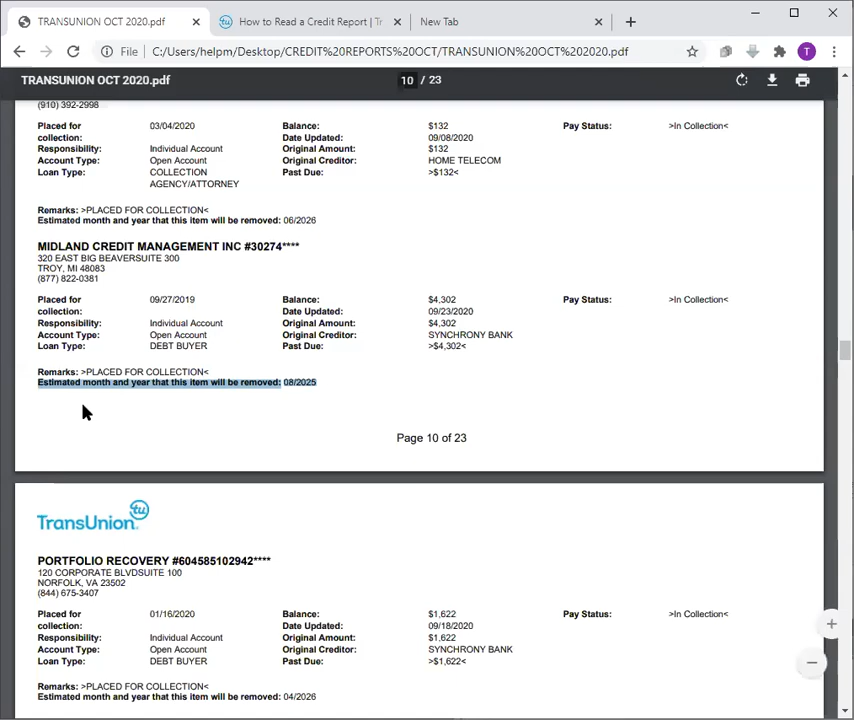 TRANSUNION OCT 2020.pdf
How to Read a Credit Report | Tr
New Tab
File
C:/Users/helpm/Desktop/CREDIT%20REPORTS%20OCT/TRANSUNION%20OCT%202020.pdf
T
TRANSUNION OCT 2020.pdf
10 / 23
(910) 392-2998
Placed for 03/04/2020 Balance: $132 Pay Status: >In Collection<
collection: Date Updated: 09/08/2020
Responsibility: Individual Account Original Amount: $132
Account Type: Open Account Original Creditor: HOME TELECOM
Loan Type: COLLECTION Past Due: >$132<
AGENCY/ATTORNEY
Remarks: >PLACED FOR COLLECTION<
Estimated month and year that this item will be removed: 06/2026
MIDLAND CREDIT MANAGEMENT INC #30274****
320 EAST BIG BEAVERSUITE 300
TROY, MI 48083
(877) 822-0381
Placed for 09/27/2019 Balance: $4,302 Pay Status: >In Collection<
collection: Date Updated: 09/23/2020
Responsibility: Individual Account Original Amount: $4,302
Account Type: Open Account Original Creditor: SYNCHRONY BANK
Loan Type: DEBT BUYER Past Due: >$4,302<
Remarks: >PLACED FOR COLLECTION<
Estimated month and year that this item will be removed: 08/2025
Page 10 of 23
tu
TransUnion
PORTFOLIO RECOVERY #604585102942****
120 CORPORATE BLVDSUITE 100
NORFOLK, VA 23502
(844) 675-3407
Placed for 01/16/2020 Balance: $1,622 Pay Status: >In Collection<
collection: Date Updated: 09/18/2020
Responsibility: Individual Account Original Amount: $1,622
Account Type: Open Account Original Creditor: SYNCHRONY BANK
Loan Type: DEBT BUYER Past Due: >$1,622<
Remarks: >PLACED FOR COLLECTION<
Estimated month and year that this item will be removed: 04/2026